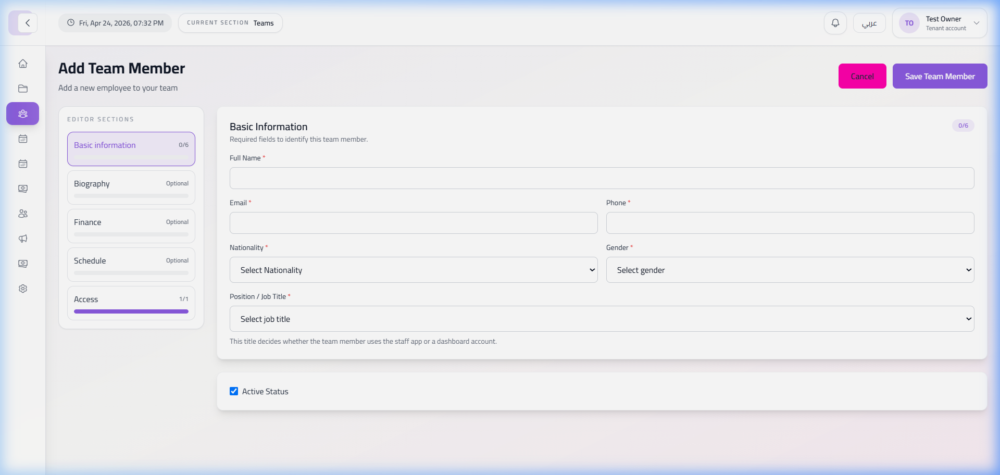 Fri, Apr 24, 2026, 07:32 PM
CURRENT SECTION Teams
عربي
TO
Test Owner
Tenant account
Add Team Member
Add a new employee to your team
Cancel
Save Team Member
EDITOR SECTIONS
Basic information 0/6
Biography Optional
Finance Optional
Schedule Optional
Access 1/1
Basic Information
0/6
Required fields to identify this team member.
Full Name *
Email *
Phone *
Nationality *
Gender *
Select Nationality
Select gender
Position / Job Title *
Select job title
This title decides whether the team member uses the staff app or a dashboard account.
Active Status